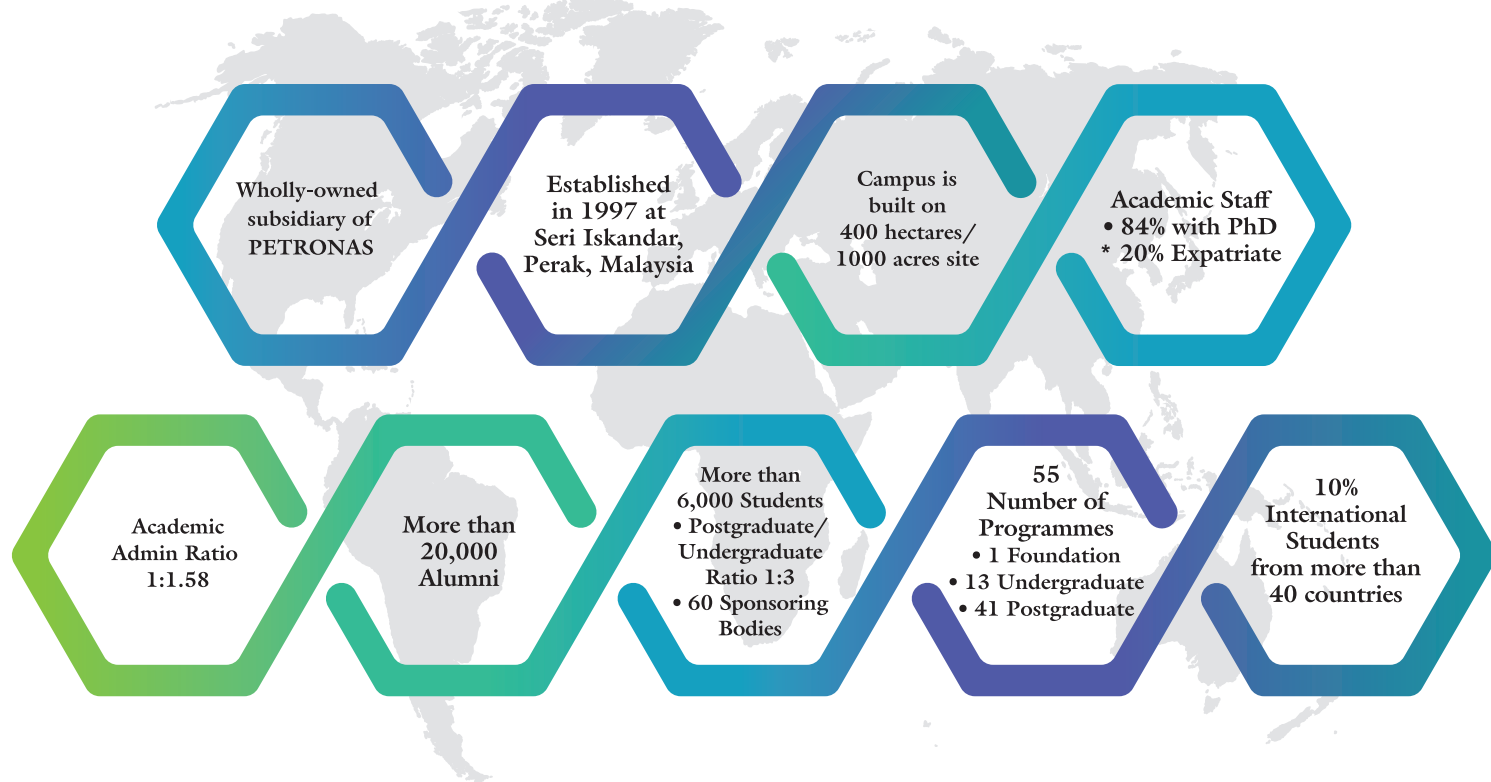 Wholly-owned
subsidiary of
PETRONAS
Established
in 1997 at
Seri Iskandar,
Perak, Malaysia
Campus is
built on
400 hectares/
1000 acres site
Academic Staff
• 84% with PhD
* 20% Expatriate
Academic
Admin Ratio
1:1.58
More than
20,000
Alumni
More than
6,000 Students
• Postgraduate/
Undergraduate
Ratio 1:3
• 60 Sponsoring
Bodies
55
Number of
Programmes
• 1 Foundation
• 13 Undergraduate
• 41 Postgraduate
10%
International
Students
from more than
40 countries